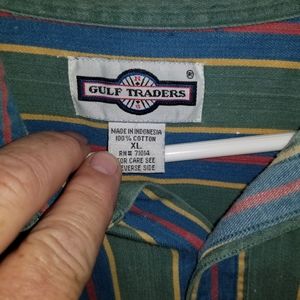 GULF TRADERS
®
MADE IN INDONESIA
100% COTTON
XL
RN# 71014
FOR CARE SEE
REVERSE SIDE